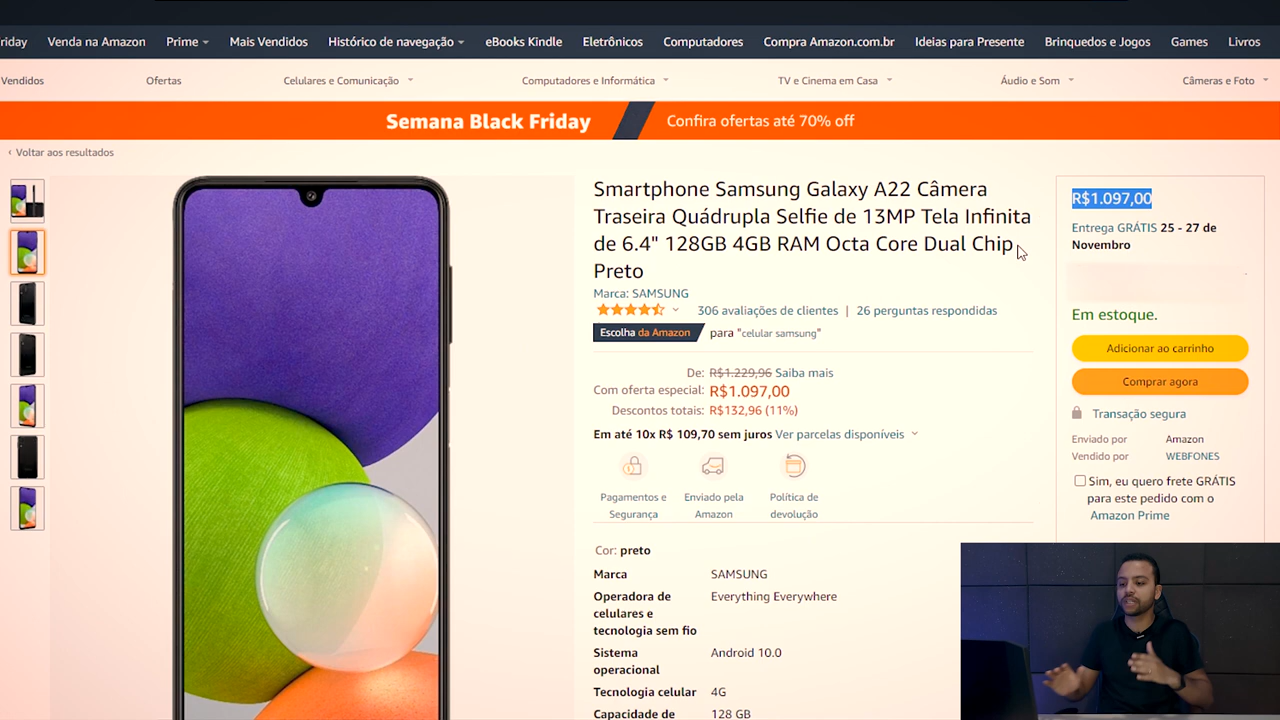 riday Venda na Amazon Prime Mais Vendidos Histórico de navegação eBooks Kindle Eletrônicos Computadores Compra Amazon.com.br Ideias para Presente Brinquedos e Jogos Games Livros
Vendidos Ofertas Celulares e Comunicação Computadores e Informática TV e Cinema em Casa Áudio e Som Câmeras e Foto
Semana Black Friday Confira ofertas até 70% off
‹ Voltar aos resultados
Smartphone Samsung Galaxy A22 Câmera
Traseira Quádrupla Selfie de 13MP Tela Infinita
de 6.4" 128GB 4GB RAM Octa Core Dual Chip
Preto
Marca: SAMSUNG
306 avaliações de clientes | 26 perguntas respondidas
Escolha da Amazon para "celular samsung"
De: R$1.229,96 Saiba mais
Com oferta especial: R$1.097,00
Descontos totais: R$132,96 (11%)
Em até 10x R$ 109,70 sem juros Ver parcelas disponíveis
Pagamentos e
Segurança
Enviado pela
Amazon
Política de
devolução
Cor: preto
Marca SAMSUNG
Operadora de
celulares e
tecnologia sem fio
Everything Everywhere
Sistema
operacional
Android 10.0
Tecnologia celular 4G
Capacidade de 128 GB
R$1.097,00
Entrega GRÁTIS 25 - 27 de
Novembro
Em estoque.
Adicionar ao carrinho
Comprar agora
Transação segura
Enviado por Amazon
Vendido por WEBFONES
Sim, eu quero frete GRÁTIS
para este pedido com o
Amazon Prime